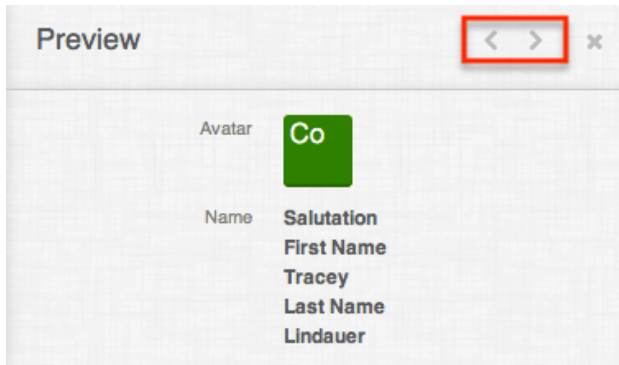 Preview
Avatar
Co
Name
Salutation
First Name
Tracey
Last Name
Lindauer